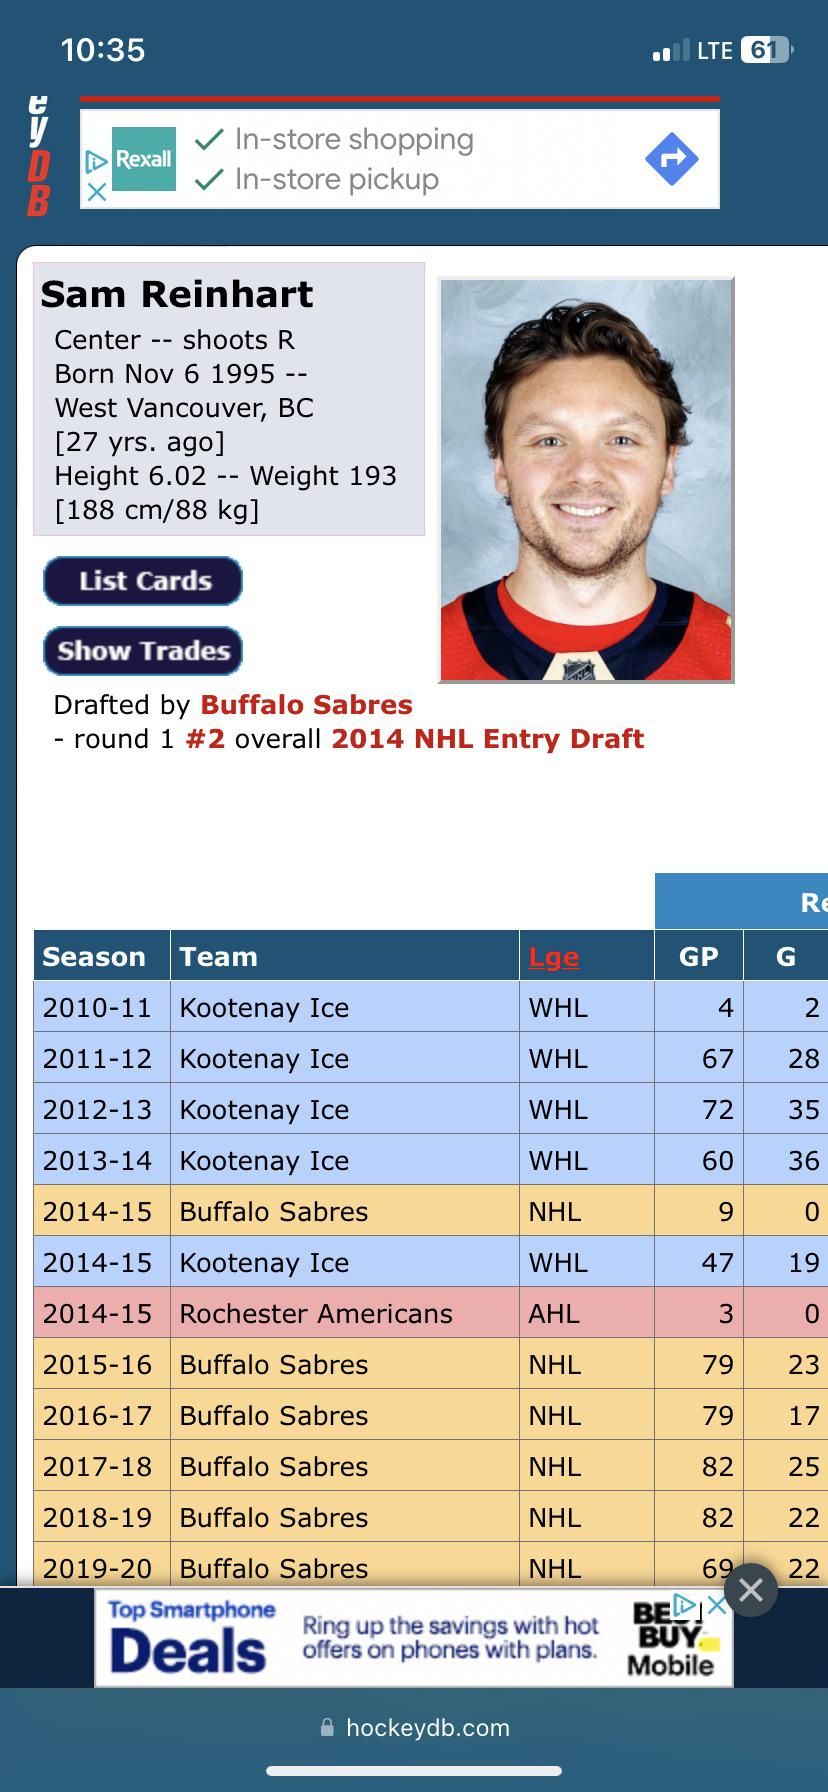 10:35
LTE 61
ey
DB
Rexall
In-store shopping
In-store pickup
Sam Reinhart
Center -- shoots R
Born Nov 6 1995 --
West Vancouver, BC
[27 yrs. ago]
Height 6.02 -- Weight 193
[188 cm/88 kg]
List Cards
Show Trades
Drafted by Buffalo Sabres
- round 1 #2 overall 2014 NHL Entry Draft
Re
Season Team Lge GP G
2010-11 Kootenay Ice WHL 4 2
2011-12 Kootenay Ice WHL 67 28
2012-13 Kootenay Ice WHL 72 35
2013-14 Kootenay Ice WHL 60 36
2014-15 Buffalo Sabres NHL 9 0
2014-15 Kootenay Ice WHL 47 19
2014-15 Rochester Americans AHL 3 0
2015-16 Buffalo Sabres NHL 79 23
2016-17 Buffalo Sabres NHL 79 17
2017-18 Buffalo Sabres NHL 82 25
2018-19 Buffalo Sabres NHL 82 22
2019-20 Buffalo Sabres NHL 69 22
Top Smartphone
Deals
Ring up the savings with hot
offers on phones with plans.
BUY
Mobile
hockeydb.com